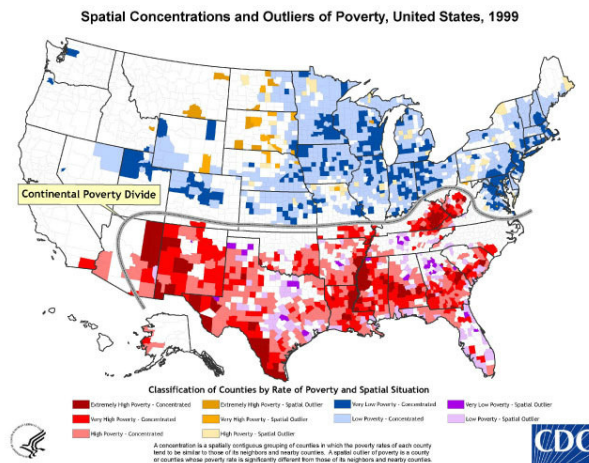 Spatial Concentrations and Outliers of Poverty, United States, 1999
Continental Poverty Divide
Classification of Counties by Rate of Poverty and Spatial Situation
Extremely High Poverty - Concentrated
Extremely High Poverty - Spatial Outlier
Very Low Poverty - Concentrated
Very Low Poverty - Spatial Outlier
Very High Poverty - Concentrated
Very High Poverty - Spatial Outlier
Low Poverty - Concentrated
Low Poverty - Spatial Outlier
High Poverty - Concentrated
High Poverty - Spatial Outlier
A concentration is a spatially contiguous grouping of counties in which the poverty rates of each county
tend to be similar to those of its neighbors and nearby counties. A spatial outlier of poverty is a county
or counties whose poverty rate is significantly different from those of its neighbors and nearby counties.
CDC